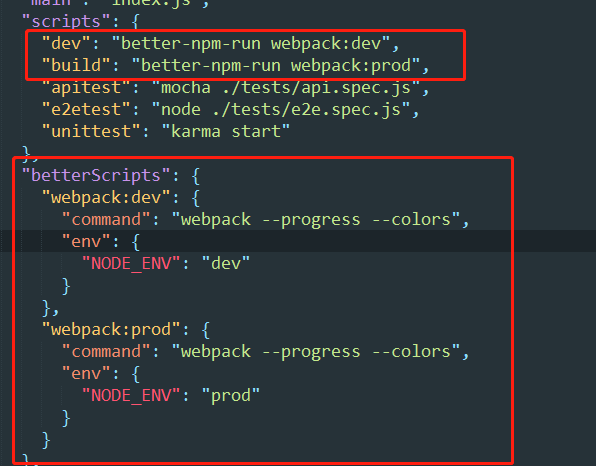 "main": "index.js",
"scripts": {
"dev": "better-npm-run webpack:dev",
"build": "better-npm-run webpack:prod",
"apitest": "mocha ./tests/api.spec.js",
"e2etest": "node ./tests/e2e.spec.js",
"unittest": "karma start"
},
"betterScripts": {
"webpack:dev": {
"command": "webpack --progress --colors",
"env": {
"NODE_ENV": "dev"
}
},
"webpack:prod": {
"command": "webpack --progress --colors",
"env": {
"NODE_ENV": "prod"
}
}
},